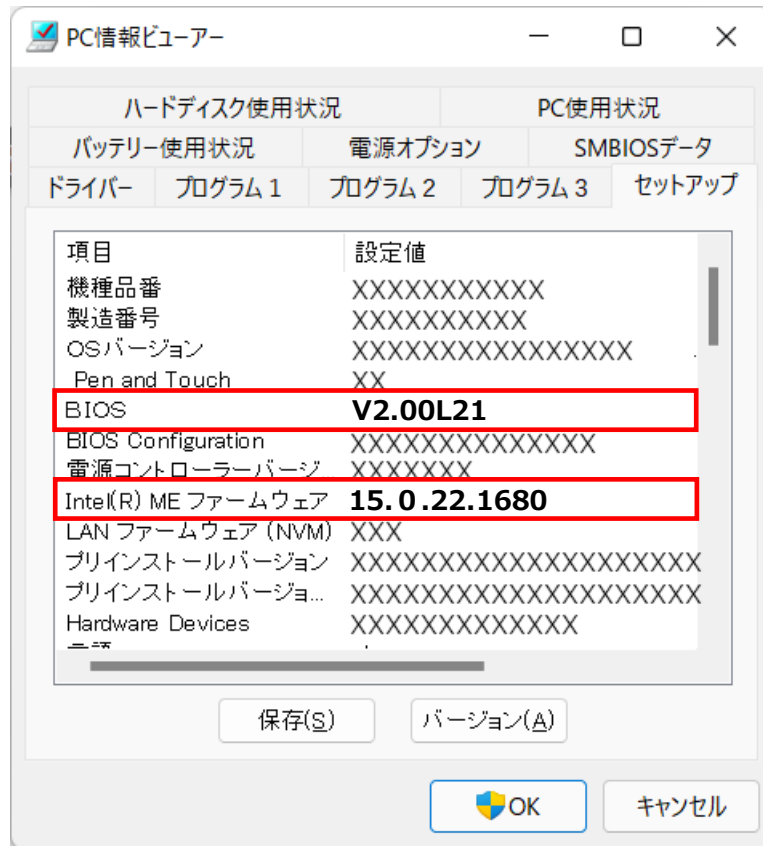 PC情報ビューアー
ハードディスク使用状況 PC使用状況
バッテリー使用状況 電源オプション SMBIOSデータ
ドライバー プログラム1 プログラム2 プログラム3 セットアップ
項目 設定値
機種品番 XXXXXXXXXXX
製造番号 XXXXXXXXXX
OSバージョン XXXXXXXXXXXXXXXX .
Pen and Touch XX
BIOS V2.00L21
BIOS Configuration XXXXXXXXXXXXXX
電源コントローラーバージ... XXXXXXX
Intel(R) ME ファームウェア 15.0.22.1680
LAN ファームウェア (NVM) XXX
プリインストールバージョン XXXXXXXXXXXXXXXXXXXX
プリインストールバージョ... XXXXXXXXXXXXXXXXXXXX
Hardware Devices XXXXXXXXXXXXX
保存(S) バージョン(A)
OK キャンセル